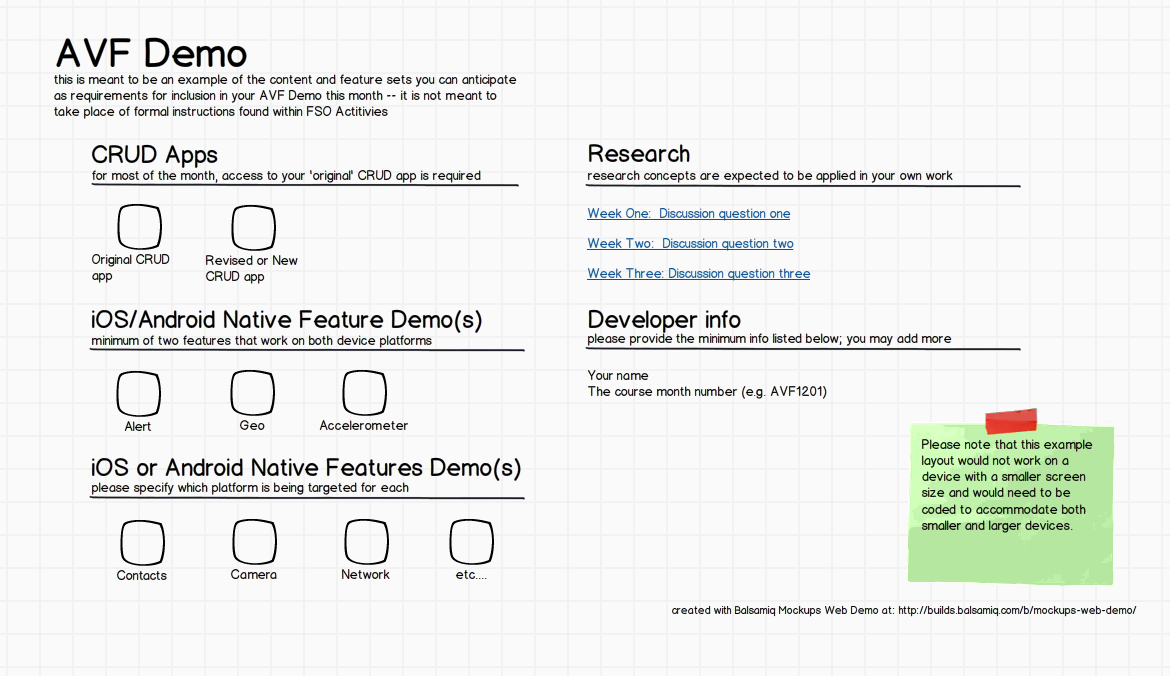 AVF Demo
this is meant to be an example of the content and feature sets you can anticipate
as requirements for inclusion in your AVF Demo this month -- it is not meant to
take place of formal instructions found within FSO Actitivies
CRUD Apps
for most of the month, access to your 'original' CRUD app is required
Original CRUD
app
Revised or New
CRUD app
iOS/Android Native Feature Demo(s)
minimum of two features that work on both device platforms
Alert
Geo
Accelerometer
iOS or Android Native Features Demo(s)
please specify which platform is being targeted for each
Contacts
Camera
Network
etc....
Research
research concepts are expected to be applied in your own work
Week One:  Discussion question one
Week Two:  Discussion question two
Week Three: Discussion question three
Developer info
please provide the minimum info listed below; you may add more
Your name
The course month number (e.g. AVF1201)
Please note that this example
layout would not work on a
device with a smaller screen
size and would need to be
coded to accommodate both
smaller and larger devices.
created with Balsamiq Mockups Web Demo at: http://builds.balsamiq.com/b/mockups-web-demo/